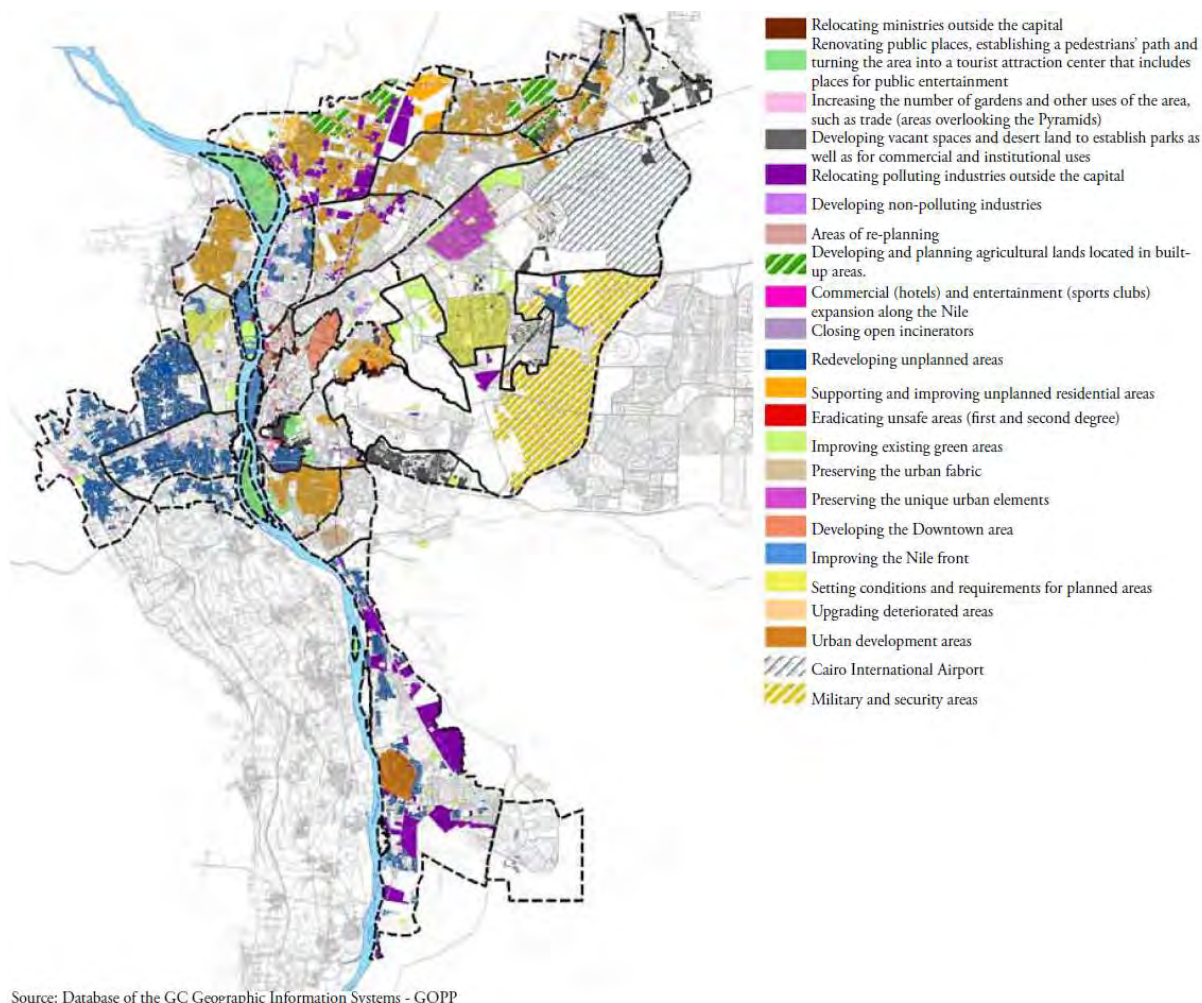 Relocating ministries outside the capital
Renovating public places, establishing a pedestrians' path and
turning the area into a tourist attraction center that includes
places for public entertainment
Increasing the number of gardens and other uses of the area,
such as trade (areas overlooking the Pyramids)
Developing vacant spaces and desert land to establish parks as
well as for commercial and institutional uses
Relocating polluting industries outside the capital
Developing non-polluting industries
Areas of re-planning
Developing and planning agricultural lands located in built-
up areas.
Commercial (hotels) and entertainment (sports clubs)
expansion along the Nile
Closing open incinerators
Redeveloping unplanned areas
Supporting and improving unplanned residential areas
Eradicating unsafe areas (first and second degree)
Improving existing green areas
Preserving the urban fabric
Preserving the unique urban elements
Developing the Downtown area
Improving the Nile front
Setting conditions and requirements for planned areas
Upgrading deteriorated areas
Urban development areas
Cairo International Airport
Military and security areas
Source: Database of the GC Geographic Information Systems - GOPP